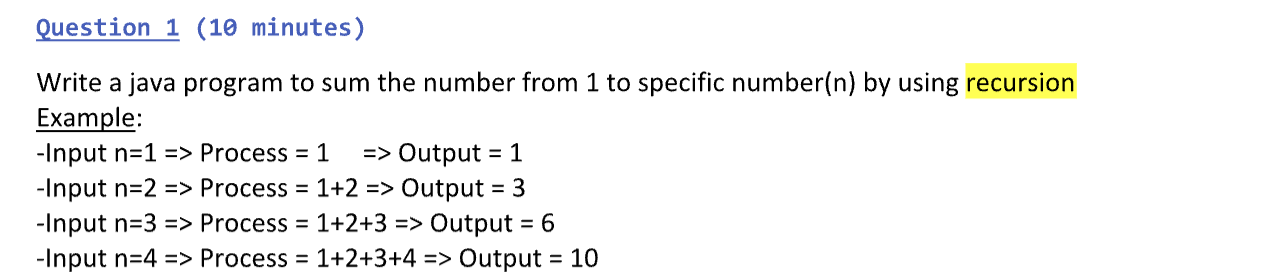 Question 1 (10 minutes)
Write a java program to sum the number from 1 to specific number(n) by using recursion
Example:
-Input n=1 => Process = 1    => Output = 1
-Input n=2 => Process = 1+2 => Output = 3
-Input n=3 => Process = 1+2+3 => Output = 6
-Input n=4 => Process = 1+2+3+4 => Output = 10